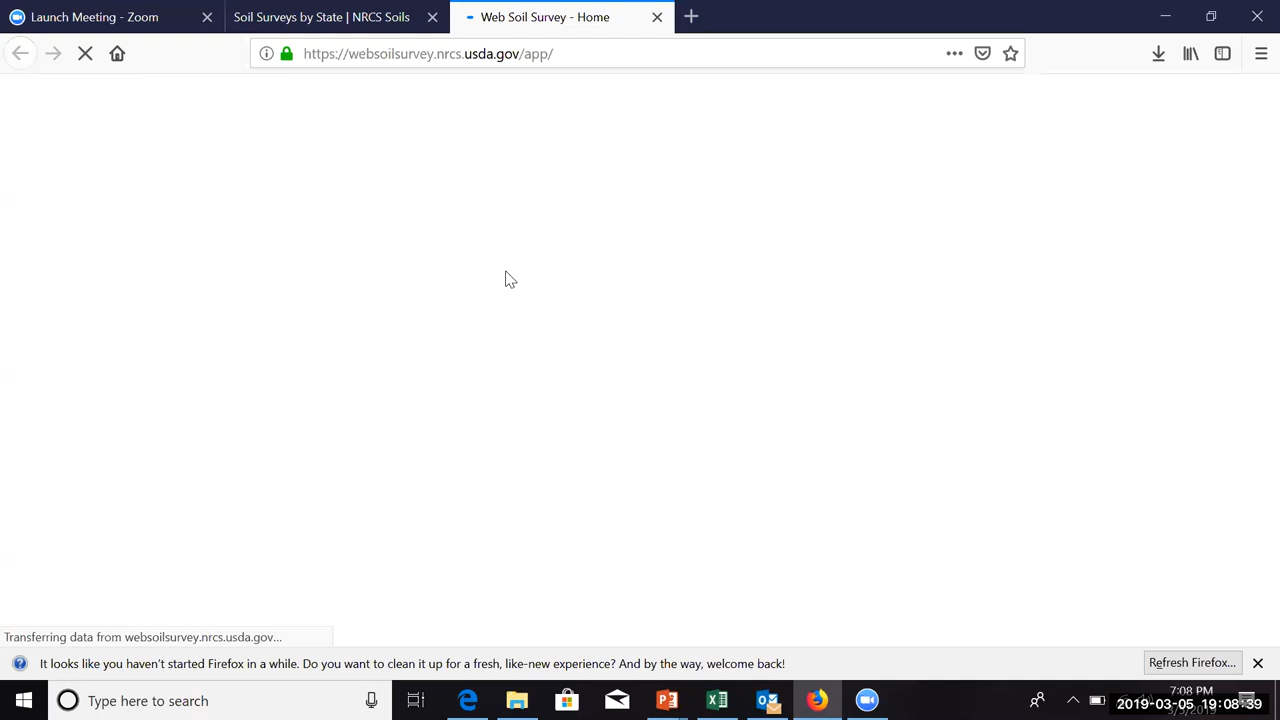 Launch Meeting - Zoom
Soil Surveys by State | NRCS Soils
Web Soil Survey - Home
https://websoilsurvey.nrcs.usda.gov/app/
Transferring data from websoilsurvey.nrcs.usda.gov...
It looks like you haven't started Firefox in a while. Do you want to clean it up for a fresh, like-new experience? And by the way, welcome back!
Refresh Firefox...
Type here to search
7:08 PM
2019-03-05 19:08:39